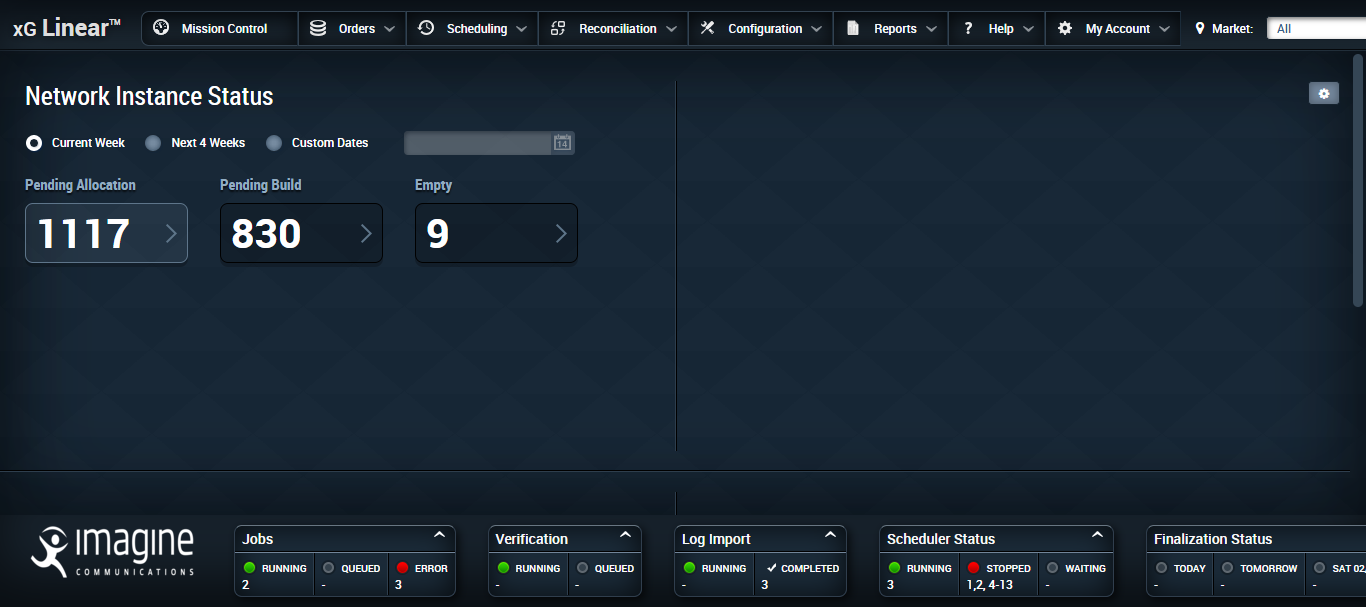 xG Linear™ Mission Control Orders Scheduling Reconciliation Configuration Reports Help My Account Market: All
Network Instance Status
Current Week Next 4 Weeks Custom Dates 14
Pending Allocation Pending Build Empty
1117 830 9
imagine
COMMUNICATIONS
Jobs Verification Log Import Scheduler Status Finalization Status
RUNNING QUEUED ERROR RUNNING QUEUED RUNNING COMPLETED RUNNING STOPPED WAITING TODAY TOMORROW SAT 02,
2 - 3 - - - 3 3 1,2, 4-13 - - - -